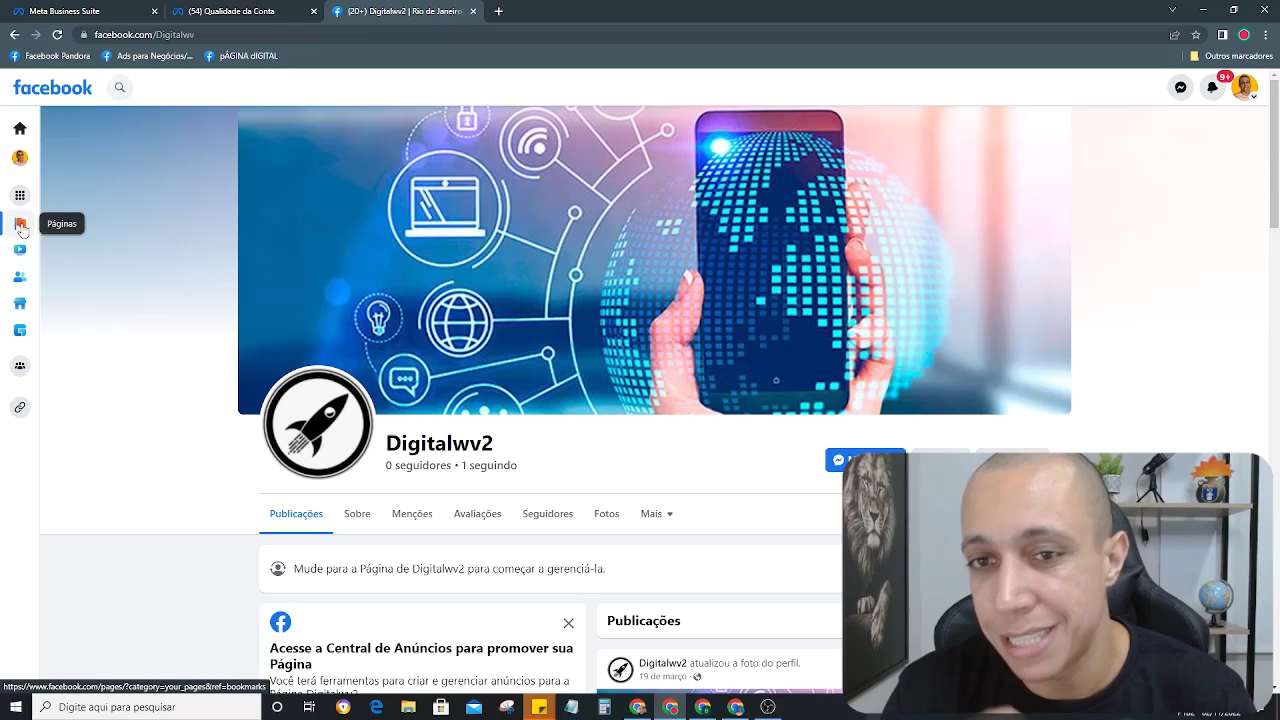 Meta Business Suite
(54) Qualidade da Conta
(20+) Digitalwv2 | Rio de Janeiro
facebook.com/Digitalwv
Facebook Pandora
Ads para Negócios/...
pÁGINA dIGITAL
Outros marcadores
facebook
9+
Páginas
Digitalwv2
0 seguidores • 1 seguindo
Publicações
Sobre
Menções
Avaliações
Seguidores
Fotos
Mais
Mude para a Página de Digitalwv2 para começar a gerenciá-la.
Acesse a Central de Anúncios para promover sua
Página
Você terá ferramentas para criar e gerenciar anúncios para a
Publicações
Digitalwv2 atualizou a foto do perfil.
19 de março
https://www.facebook.com/pages/?category=your_pages&ref=bookmarks
Digite aqui para pesquisar